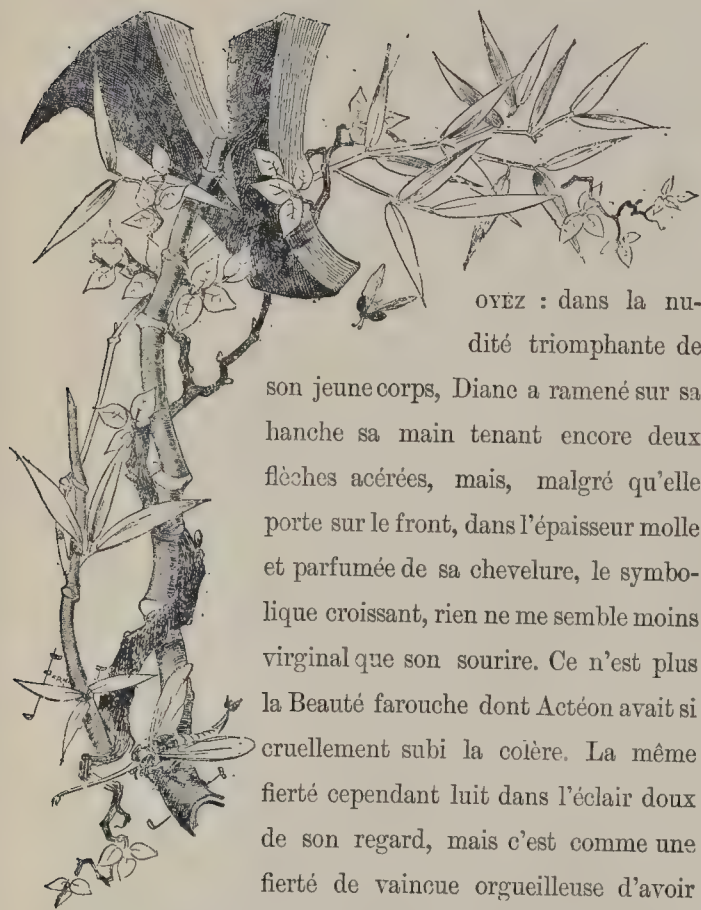 VOYEZ : dans la nu-
dité triomphante de
son jeune corps, Diane a ramené sur sa
hanche sa main tenant encore deux
flèches acérées, mais, malgré qu'elle
porte sur le front, dans l'épaisseur molle
et parfumée de sa chevelure, le symbo-
lique croissant, rien ne me semble moins
virginal que son sourire. Ce n'est plus
la Beauté farouche dont Actéon avait si
cruellement subi la colère. La même
fierté cependant luit dans l'éclair doux
de son regard, mais c'est comme une
fierté de vaincue orgueilleuse d'avoir